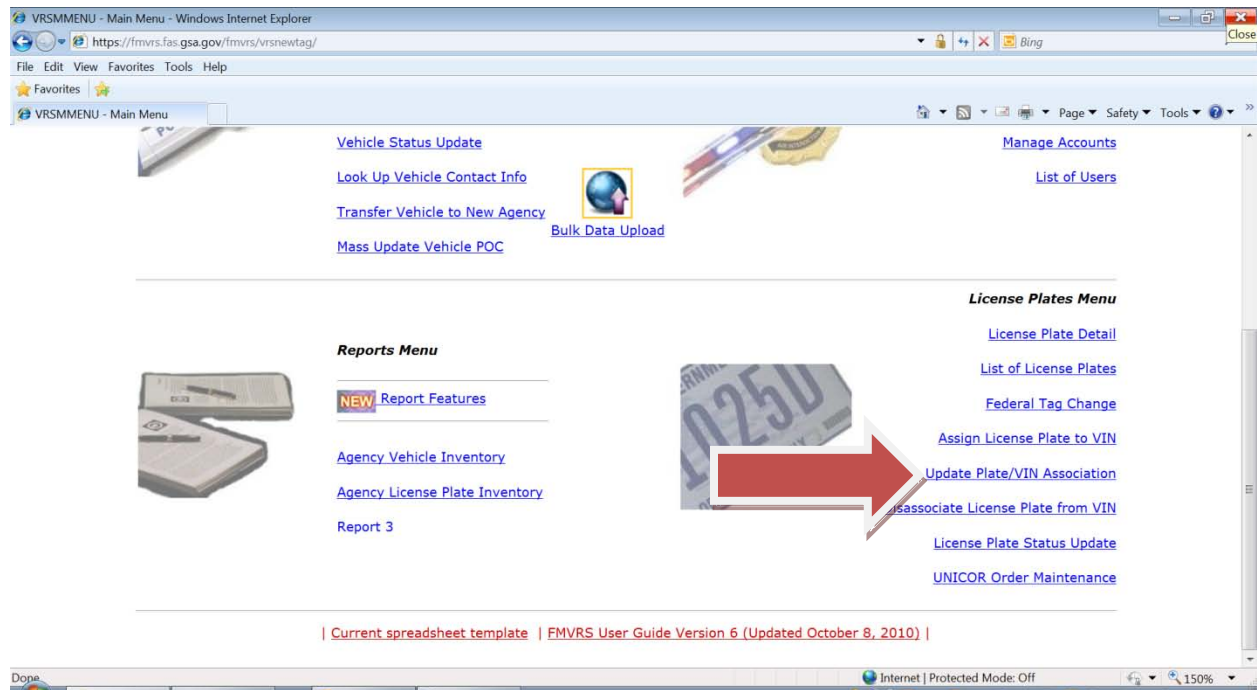 VRSMMENU - Main Menu - Windows Internet Explorer
Close
https://fmvrs.fas.gsa.gov/fmvrs/vrsnewtag/
Bing
File Edit View Favorites Tools Help
Favorites
VRSMMENU - Main Menu
Page Safety Tools
Vehicle Status Update
Look Up Vehicle Contact Info
Transfer Vehicle to New Agency
Mass Update Vehicle POC
Bulk Data Upload
Manage Accounts
List of Users
Reports Menu
NEW Report Features
Agency Vehicle Inventory
Agency License Plate Inventory
Report 3
1025D
License Plates Menu
License Plate Detail
List of License Plates
Federal Tag Change
Assign License Plate to VIN
Update Plate/VIN Association
sassociate License Plate from VIN
License Plate Status Update
UNICOR Order Maintenance
| Current spreadsheet template | FMVRS User Guide Version 6 (Updated October 8, 2010) |
Done
Internet | Protected Mode: Off
150%